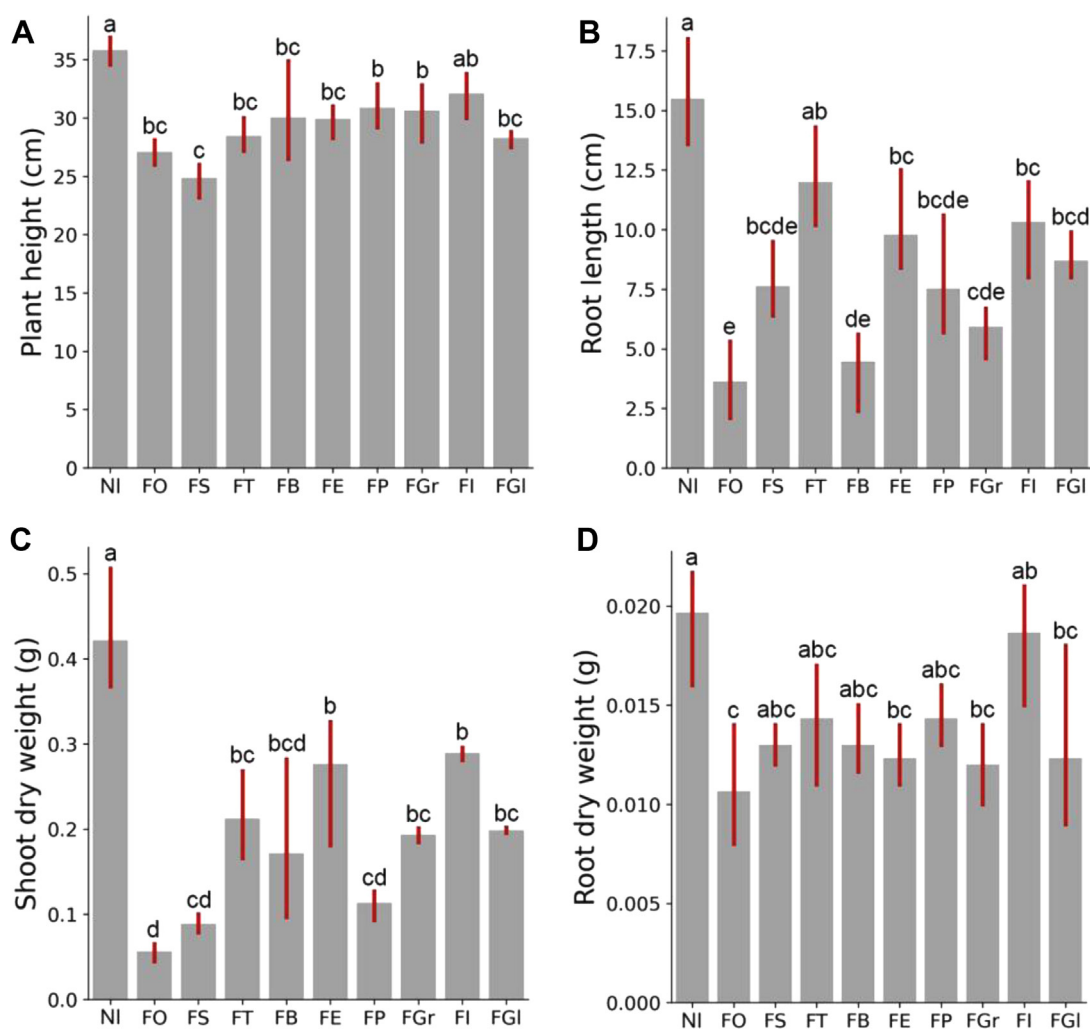 A
Plant height (cm)
35
30
25
20
15
10
5
0
a
bc
c
bc
bc
bc
b
b
ab
bc
NI FO FS FT FB FE FP FGr FI FGl
B
Root length (cm)
17.5
15.0
12.5
10.0
7.5
5.0
2.5
0.0
a
e
bcde
ab
de
bc
bcde
cde
bc
bcd
NI FO FS FT FB FE FP FGr FI FGl
C
Shoot dry weight (g)
0.5
0.4
0.3
0.2
0.1
0.0
a
d
cd
bc
bcd
b
cd
bc
b
bc
NI FO FS FT FB FE FP FGr FI FGl
D
Root dry weight (g)
0.020
0.015
0.010
0.005
0.000
a
c
abc
abc
abc
bc
abc
bc
ab
bc
NI FO FS FT FB FE FP FGr FI FGl